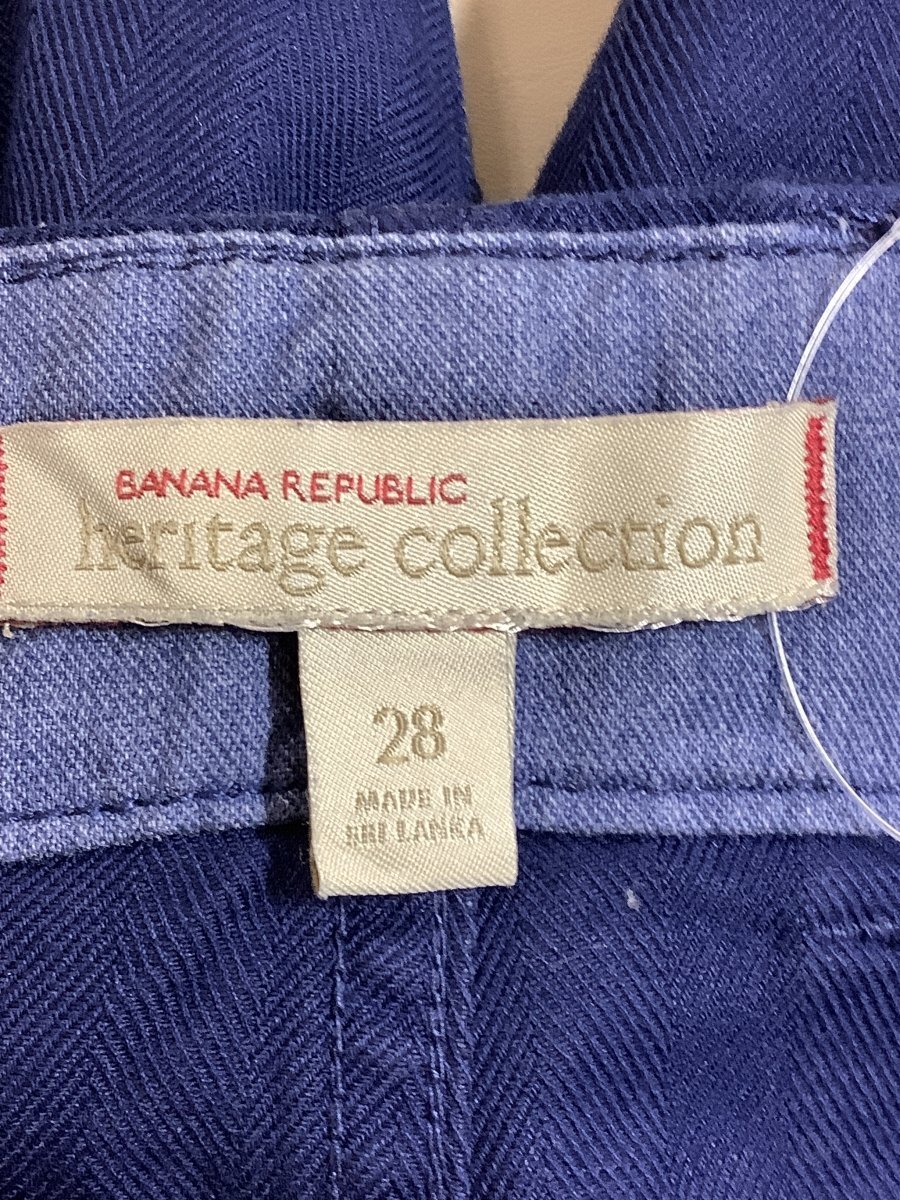 BANANA REPUBLIC
heritage collection
28
MADE IN
SRI LANKA